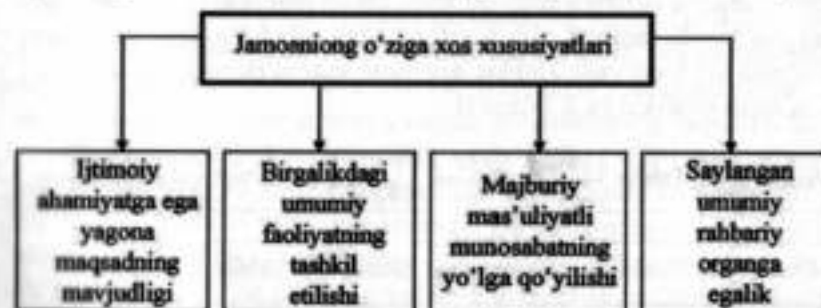 Jamoaniong o‘ziga xos xususiyatlari
Ijtimoiy
ahamiyatga ega
yagona
maqsadning
mavjudligi
Birgalikdagi
umumiy
faoliyatning
tashkil
etilishi
Majburiy
mas’uliyatli
munosabatning
yo‘lga qo‘yilishi
Saylangan
umumiy
rahbariy
organga
egalik